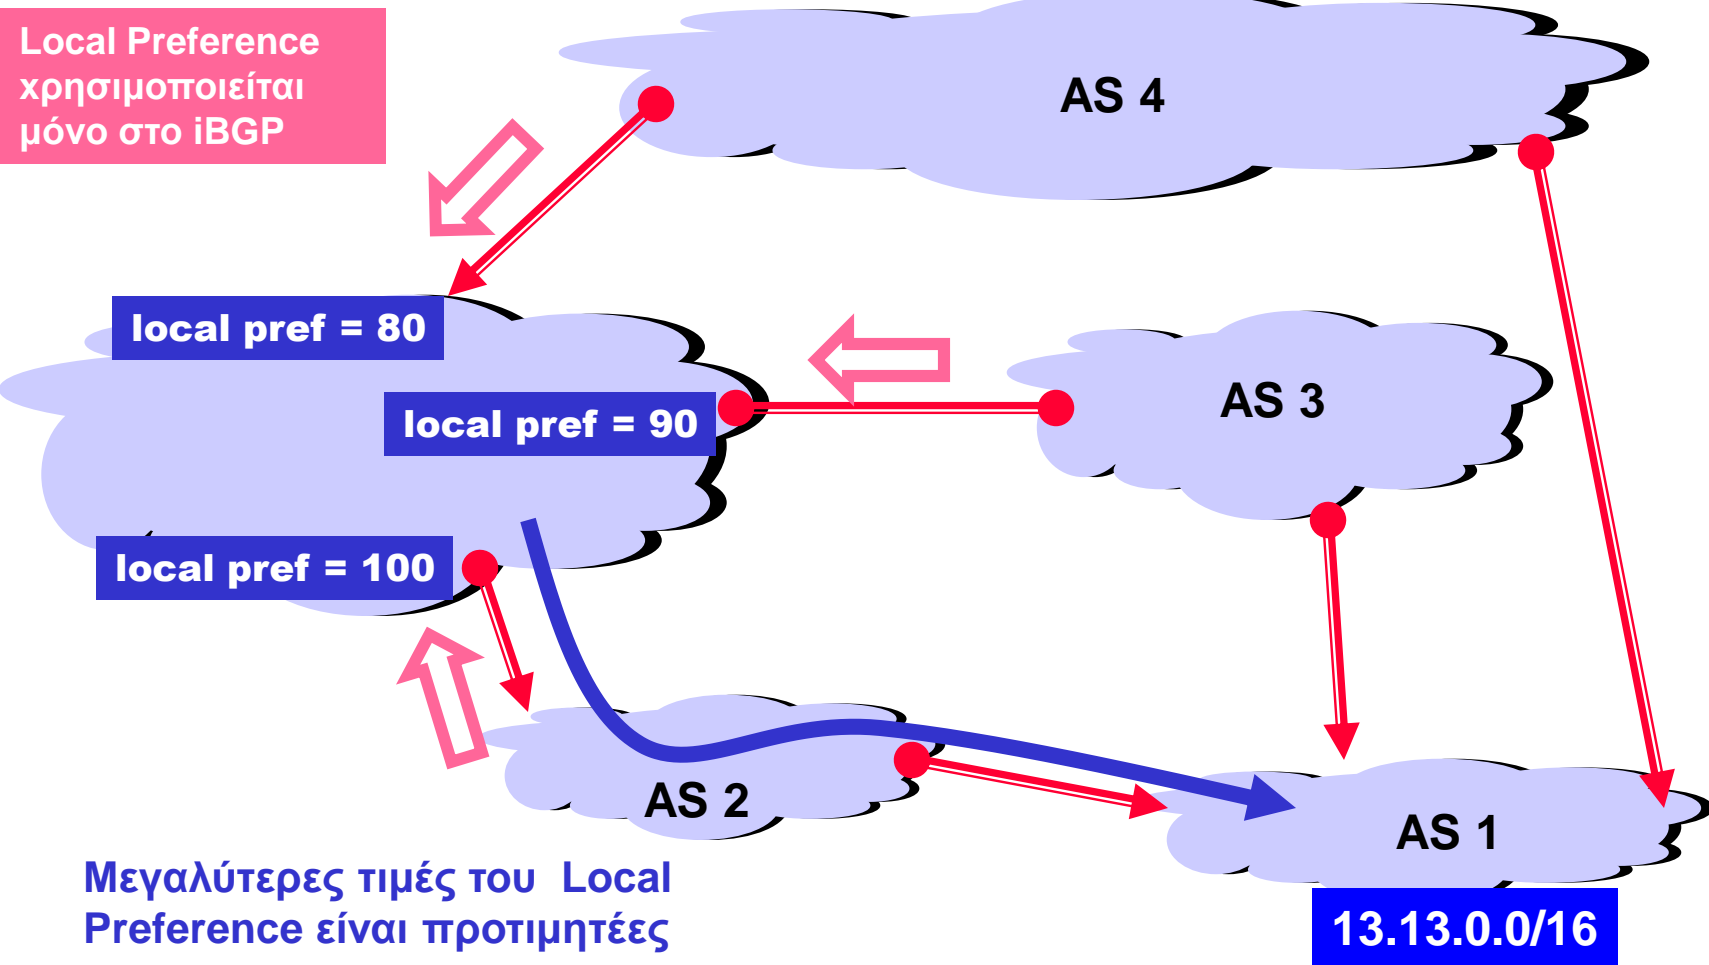 Local Preference
χρησιμοποιείται
μόνο στο iBGP
AS 4
local pref = 80
AS 3
local pref = 90
local pref = 100
AS 2
AS 1
Μεγαλύτερες τιμές του Local
Preference είναι προτιμητέες
13.13.0.0/16